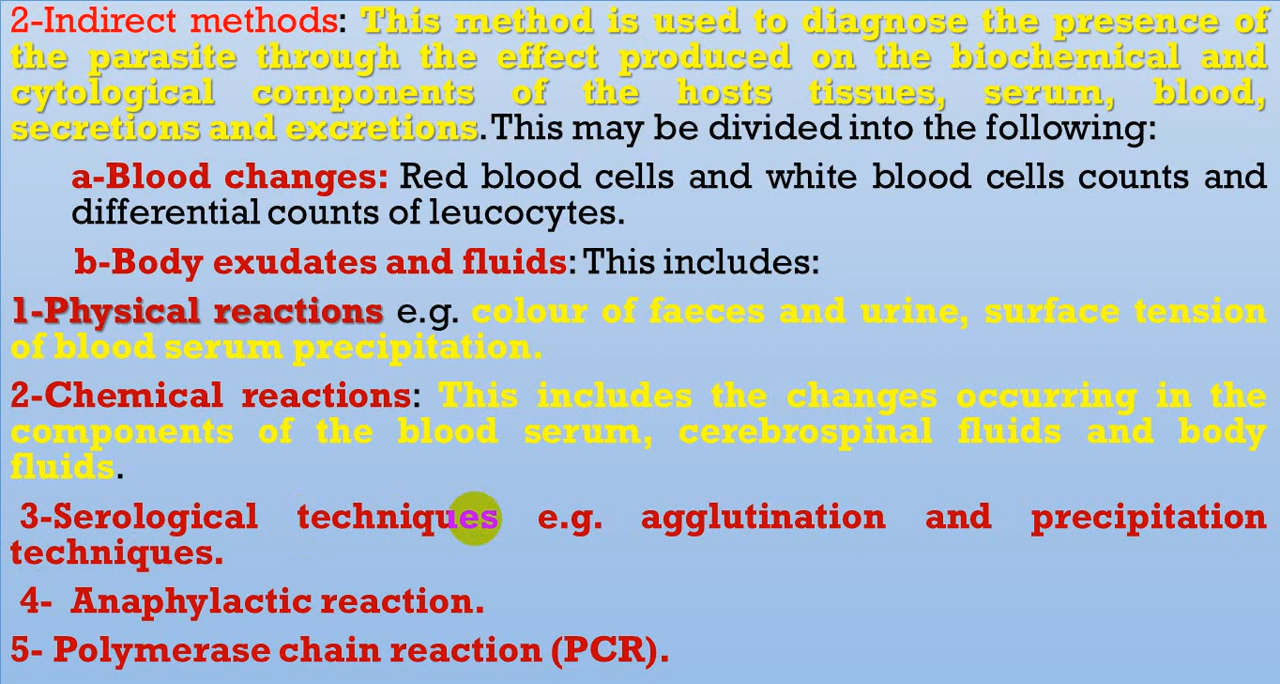 2-Indirect methods: This method is used to diagnose the presence of
the parasite through the effect produced on the biochemical and
cytological components of the hosts tissues, serum, blood,
secretions and excretions. This may be divided into the following:
a-Blood changes: Red blood cells and white blood cells counts and
differential counts of leucocytes.
b-Body exudates and fluids: This includes:
1-Physical reactions e.g. colour of faeces and urine, surface tension
of blood serum precipitation.
2-Chemical reactions: This includes the changes occurring in the
components of the blood serum, cerebrospinal fluids and body
fluids.
3-Serological techniques e.g. agglutination and precipitation
techniques.
4- Anaphylactic reaction.
5- Polymerase chain reaction (PCR).